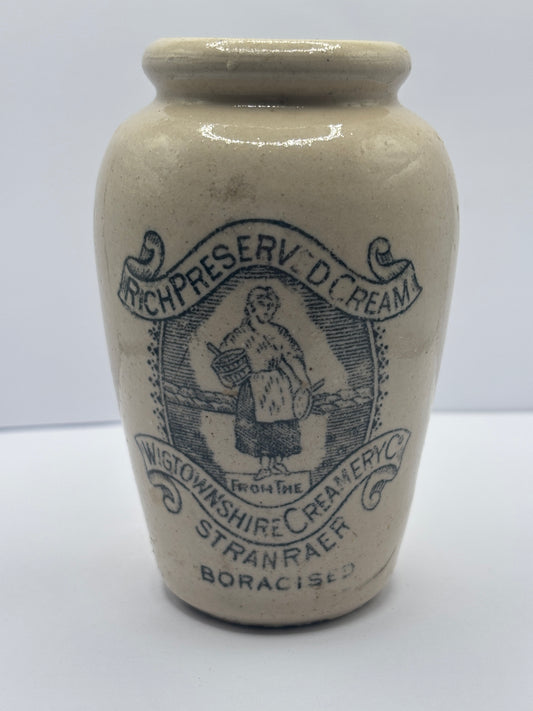 RICH PRESERVED CREAM
FROM THE
WIGTOWNSHIRE CREAMERY Co
STRANRAER
BORACISED